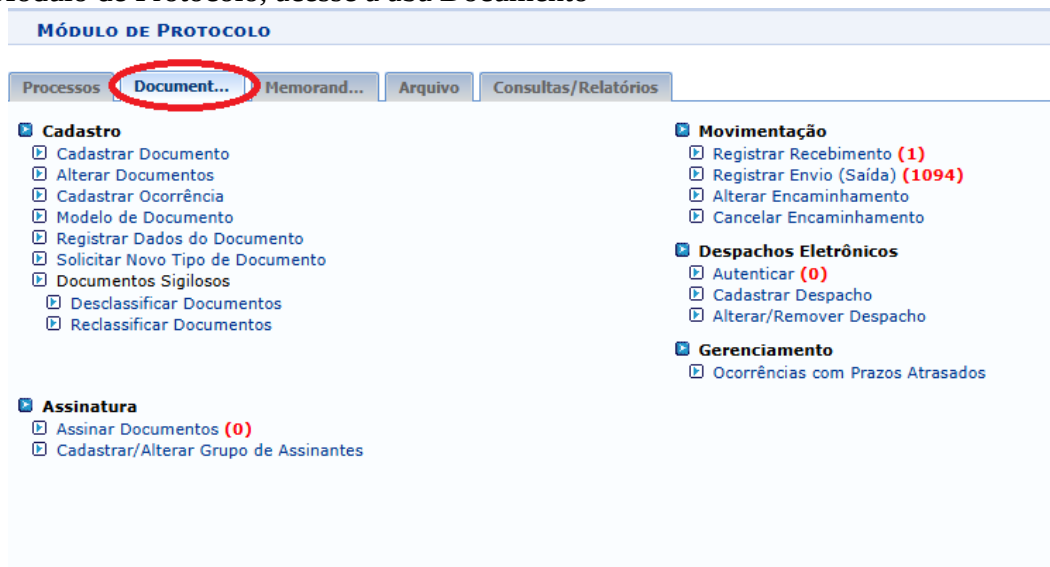 Módulo de Protocolo, acesse a aba Documento
MÓDULO DE PROTOCOLO
Processos Document... Memorand... Arquivo Consultas/Relatórios
Cadastro
Cadastrar Documento
Alterar Documentos
Cadastrar Ocorrência
Modelo de Documento
Registrar Dados do Documento
Solicitar Novo Tipo de Documento
Documentos Sigilosos
Desclassificar Documentos
Reclassificar Documentos
Movimentação
Registrar Recebimento (1)
Registrar Envio (Saída) (1094)
Alterar Encaminhamento
Cancelar Encaminhamento
Despachos Eletrônicos
Autenticar (0)
Cadastrar Despacho
Alterar/Remover Despacho
Gerenciamento
Ocorrências com Prazos Atrasados
Assinatura
Assinar Documentos (0)
Cadastrar/Alterar Grupo de Assinantes